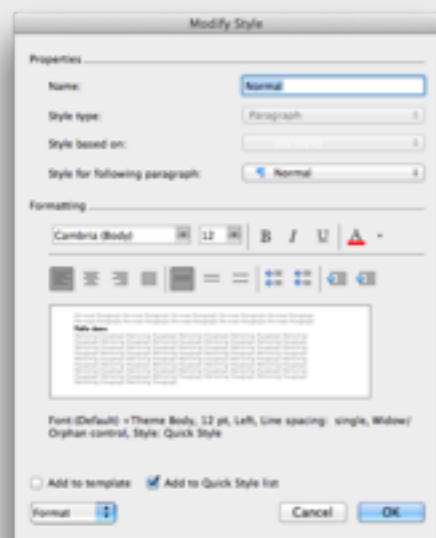 Modify Style
Properties
Name: Normal
Style type: Paragraph
Style based on:
Style for following paragraph: ¶ Normal
Formatting
Cambria (Body) 12 B I U A
Font:(Default) +Theme Body, 12 pt, Left, Line spacing: single, Widow/
Orphan control, Style: Quick Style
Add to template Add to Quick Style list
Format Cancel OK